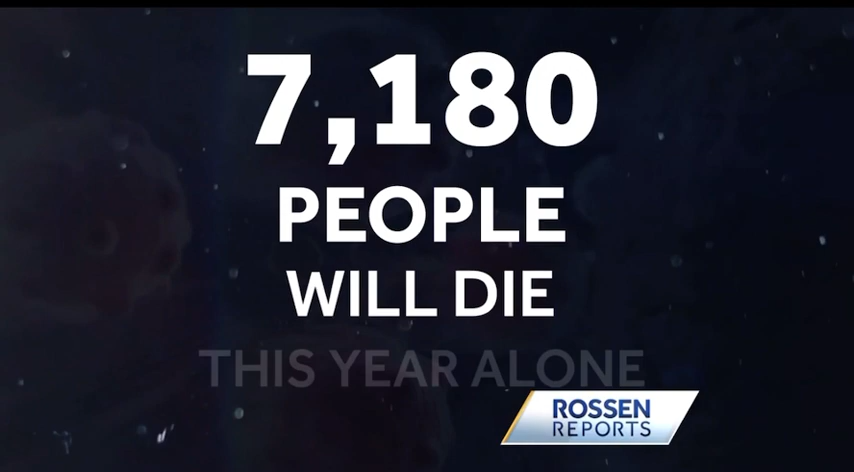 7,180
PEOPLE
WILL DIE
THIS YEAR ALONE
ROSSEN
REPORTS